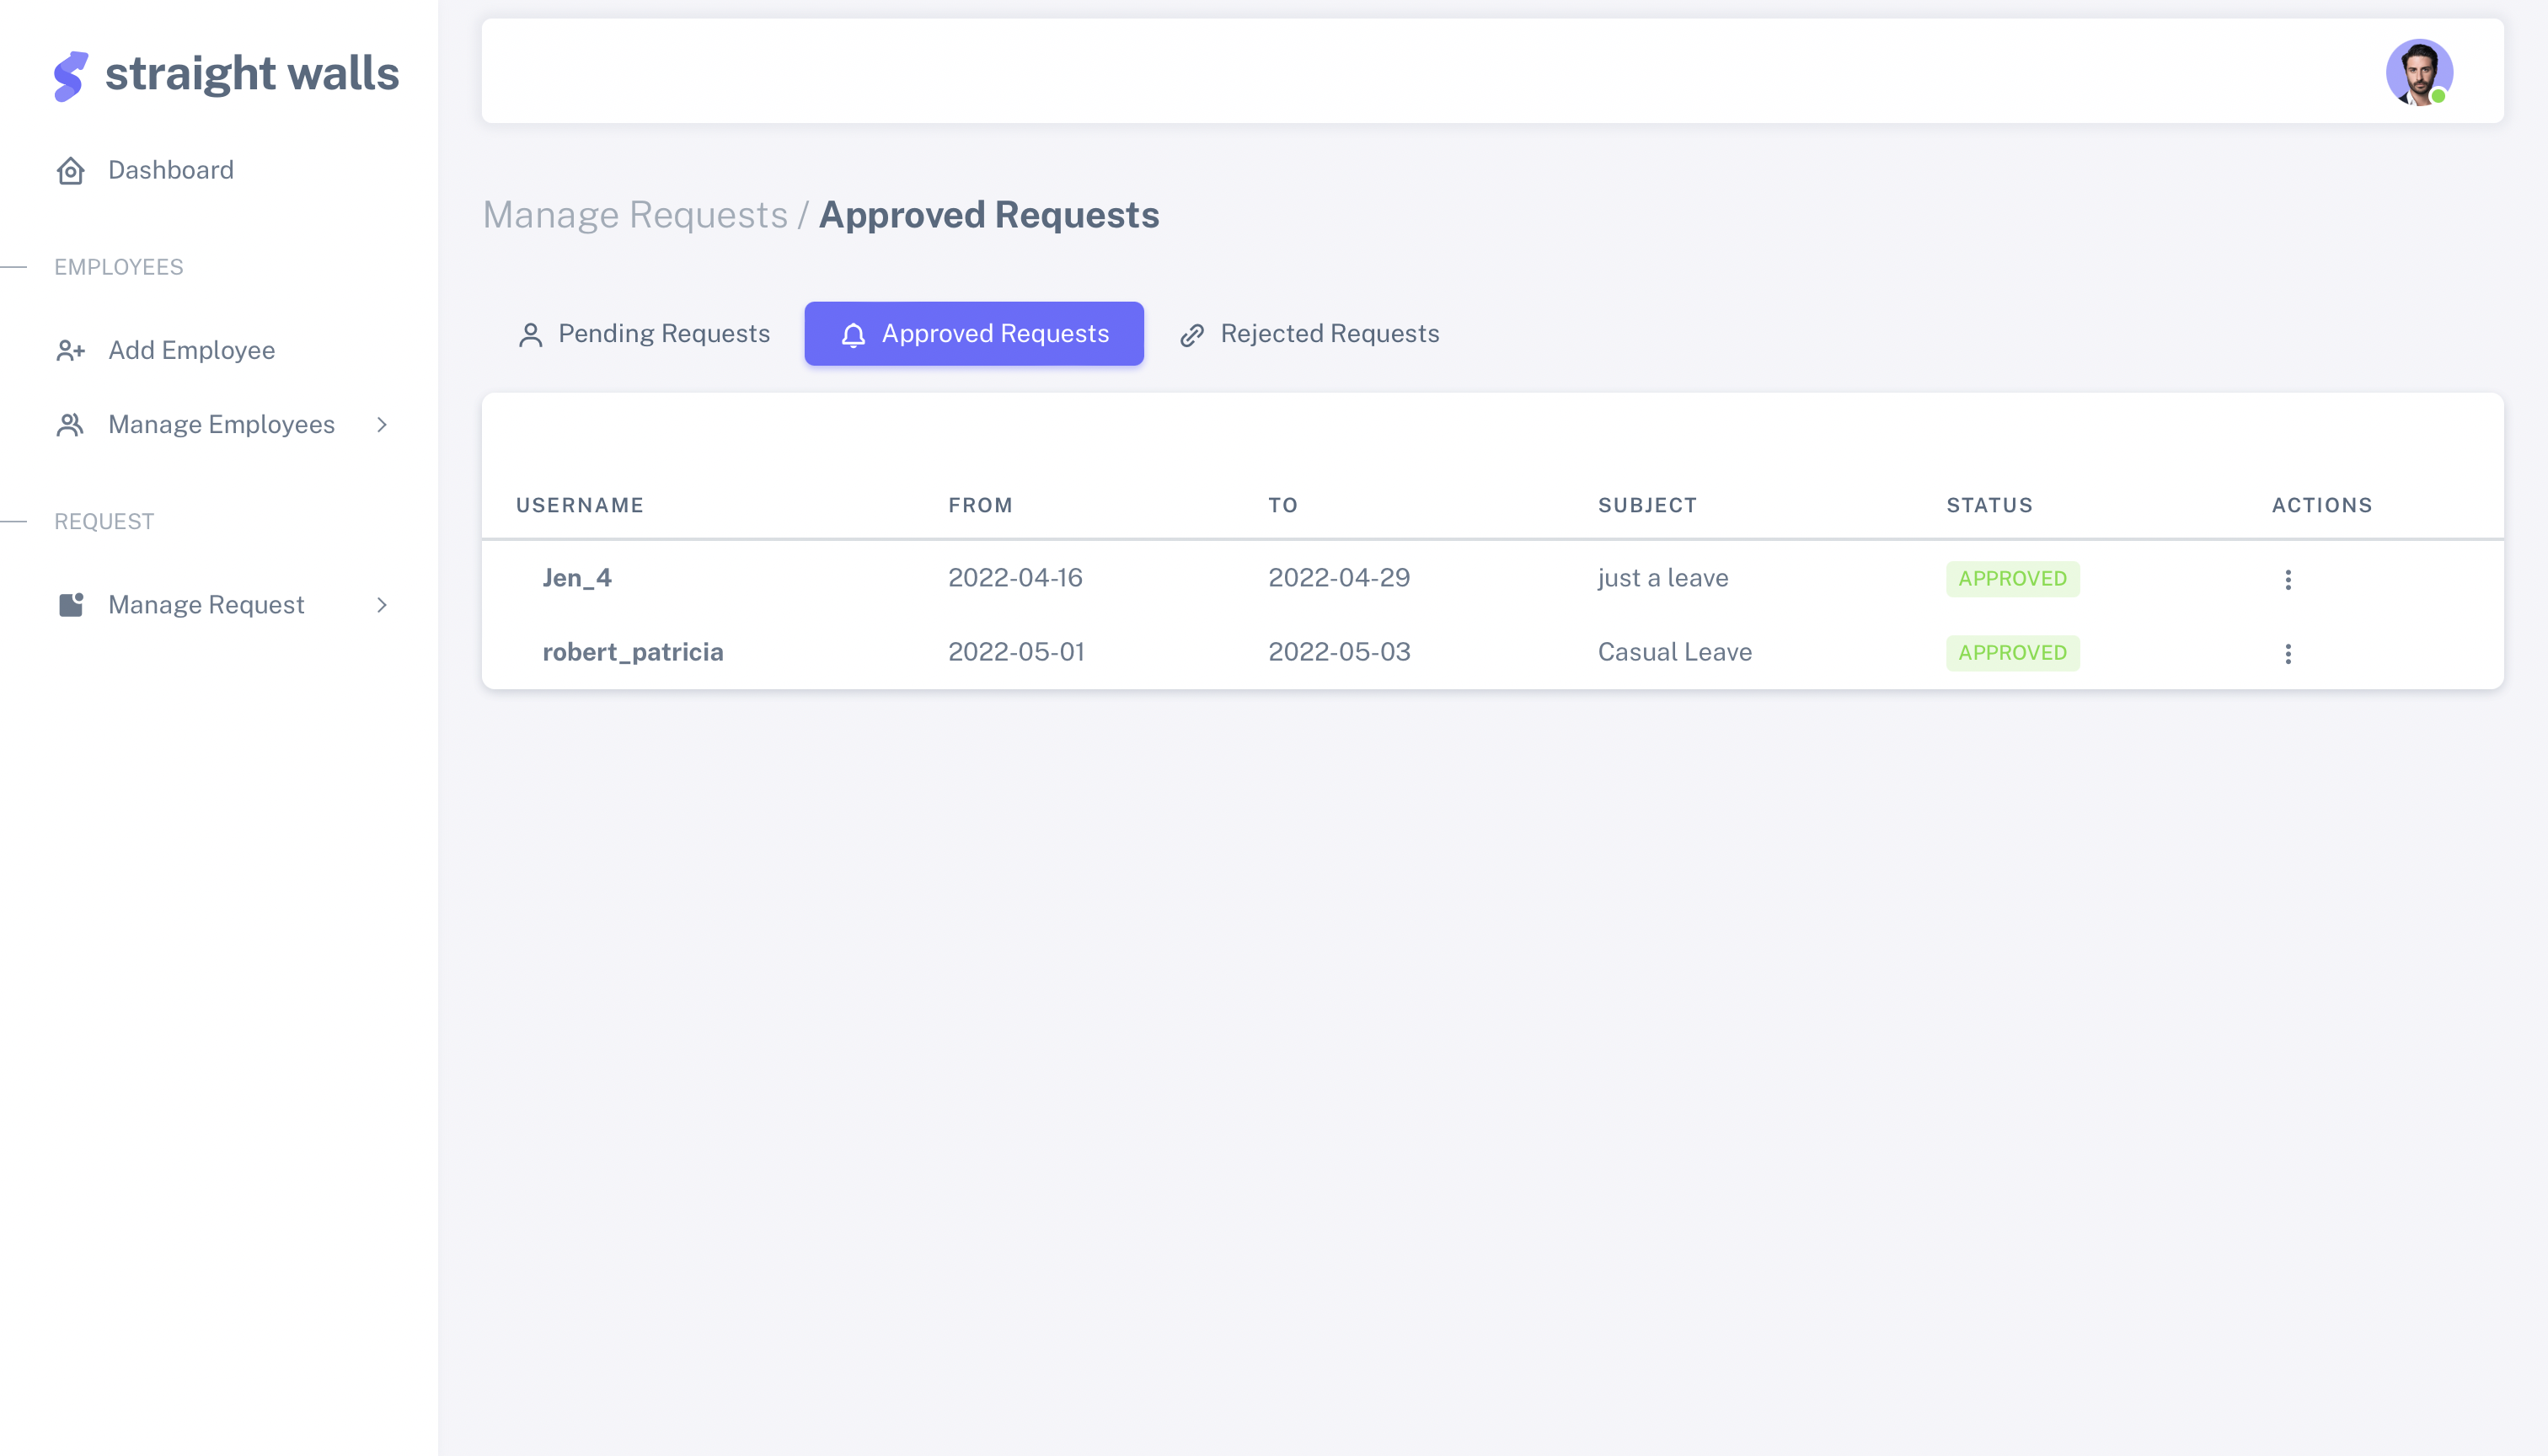 straight walls
Dashboard
EMPLOYEES
Add Employee
Manage Employees
REQUEST
Manage Request
Manage Requests / Approved Requests
Pending Requests Approved Requests Rejected Requests
USERNAME FROM TO SUBJECT STATUS ACTIONS
Jen_4 2022-04-16 2022-04-29 just a leave APPROVED
robert_patricia 2022-05-01 2022-05-03 Casual Leave APPROVED